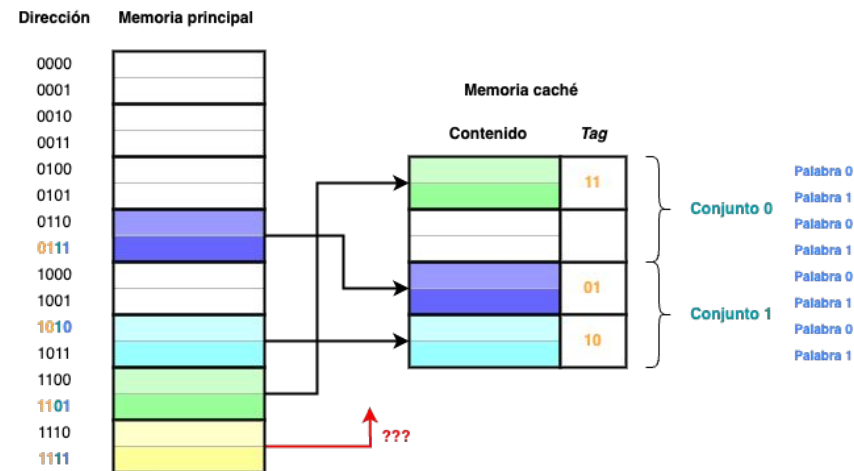 Dirección Memoria principal
0000
0001
0010
0011
0100
0101
0110
0111
1000
1001
1010
1011
1100
1101
1110
1111
Memoria caché
Contenido Tag
11
01
10
Conjunto 0
Conjunto 1
Palabra 0
Palabra 1
Palabra 0
Palabra 1
Palabra 0
Palabra 1
Palabra 0
Palabra 1
???